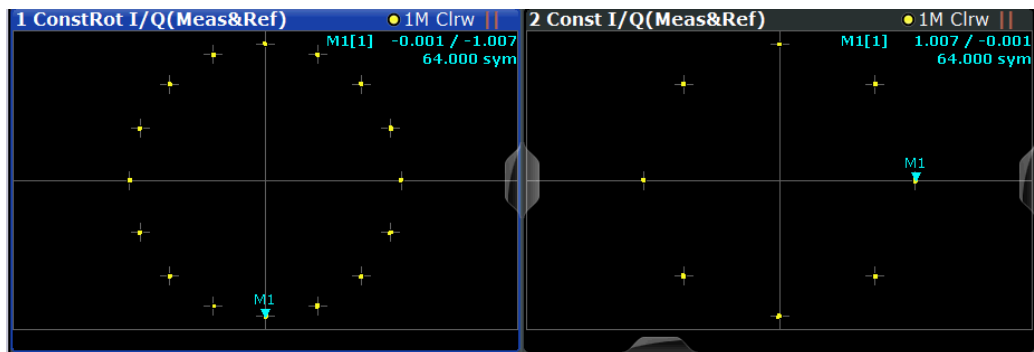 1 ConstRot I/Q(Meas&Ref) 1M Clrw
M1[1] -0.001 / -1.007
64.000 sym
M1
2 Const I/Q(Meas&Ref) 1M Clrw
M1[1] 1.007 / -0.001
64.000 sym
M1